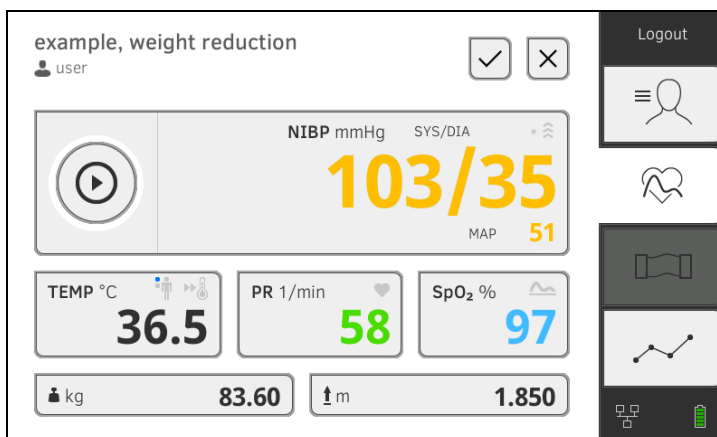 example, weight reduction
user
Logout
NIBP mmHg SYS/DIA
103/35
MAP 51
TEMP °C
36.5
PR 1/min
58
SpO₂ %
97
kg 83.60
m 1.850